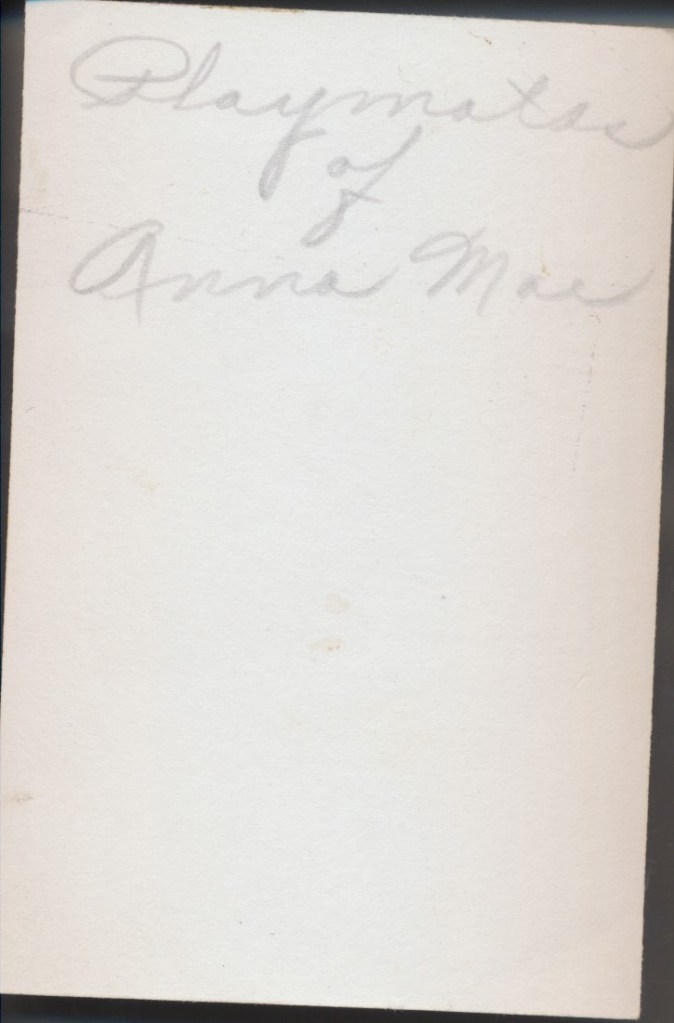 Playmates
of
Anna Mae